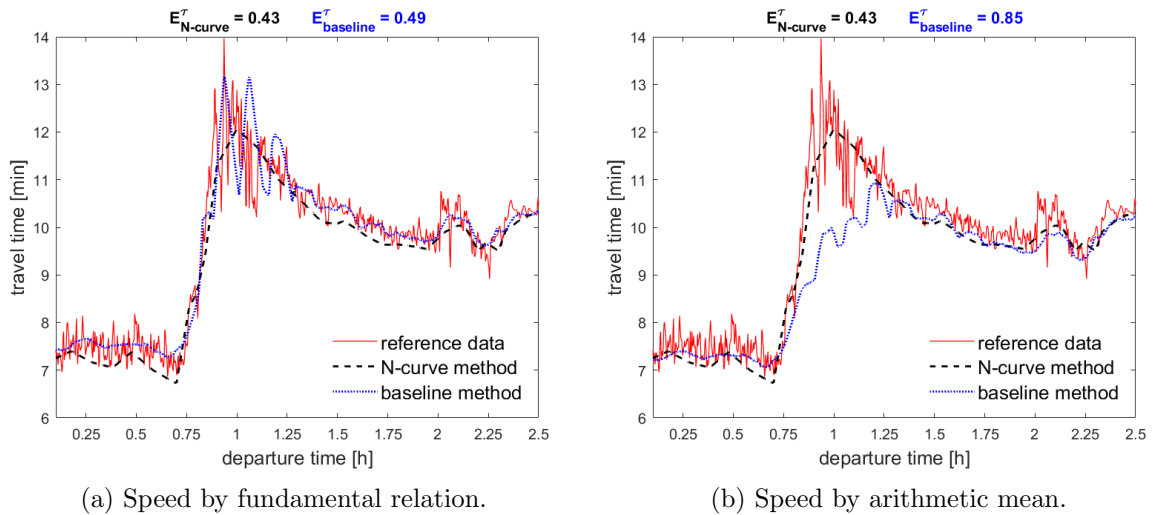 E^τ_N-curve = 0.43 E^τ_baseline = 0.49
14
13
12
11
10
9
8
7
6
travel time [min]
reference data
N-curve method
baseline method
0.25 0.5 0.75 1 1.25 1.5 1.75 2 2.25 2.5
departure time [h]
(a) Speed by fundamental relation.
E^τ_N-curve = 0.43 E^τ_baseline = 0.85
14
13
12
11
10
9
8
7
6
travel time [min]
reference data
N-curve method
baseline method
0.25 0.5 0.75 1 1.25 1.5 1.75 2 2.25 2.5
departure time [h]
(b) Speed by arithmetic mean.